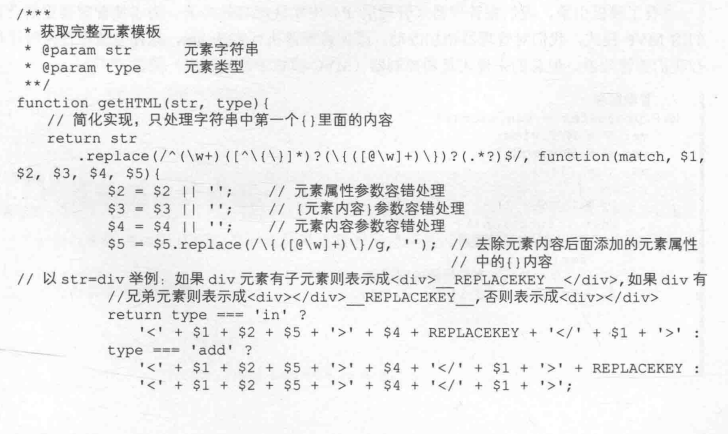 /***
 * 获取完整元素模板
 * @param str      元素字符串
 * @param type     元素类型
 **/
function getHTML(str, type){
    // 简化实现，只处理字符串中第一个{}里面的内容
    return str
        .replace(/^(\w+)([^\{\}]*)?(\{([@\w]+)\})?(.*?)$/, function(match, $1,
$2, $3, $4, $5){
            $2 = $2 || '';    // 元素属性参数容错处理
            $3 = $3 || '';    // {元素内容}参数容错处理
            $4 = $4 || '';    // 元素内容参数容错处理
            $5 = $5.replace(/\{([@\w]+)\}/g, '');  // 去除元素内容后面添加的元素属性
                                                   // 中的{}内容
// 以 str=div 举例：如果 div 元素有子元素则表示成<div>__REPLACEKEY__</div>,如果 div 有
            //兄弟元素则表示成<div></div>__REPLACEKEY__,否则表示成<div></div>
            return type === 'in' ?
                '<' + $1 + $2 + $5 + '>' + $4 + REPLACEKEY + '</' + $1 + '>' :
            type === 'add' ?
                '<' + $1 + $2 + $5 + '>' + $4 + '</' + $1 + '>' + REPLACEKEY :
                '<' + $1 + $2 + $5 + '>' + $4 + '</' + $1 + '>';